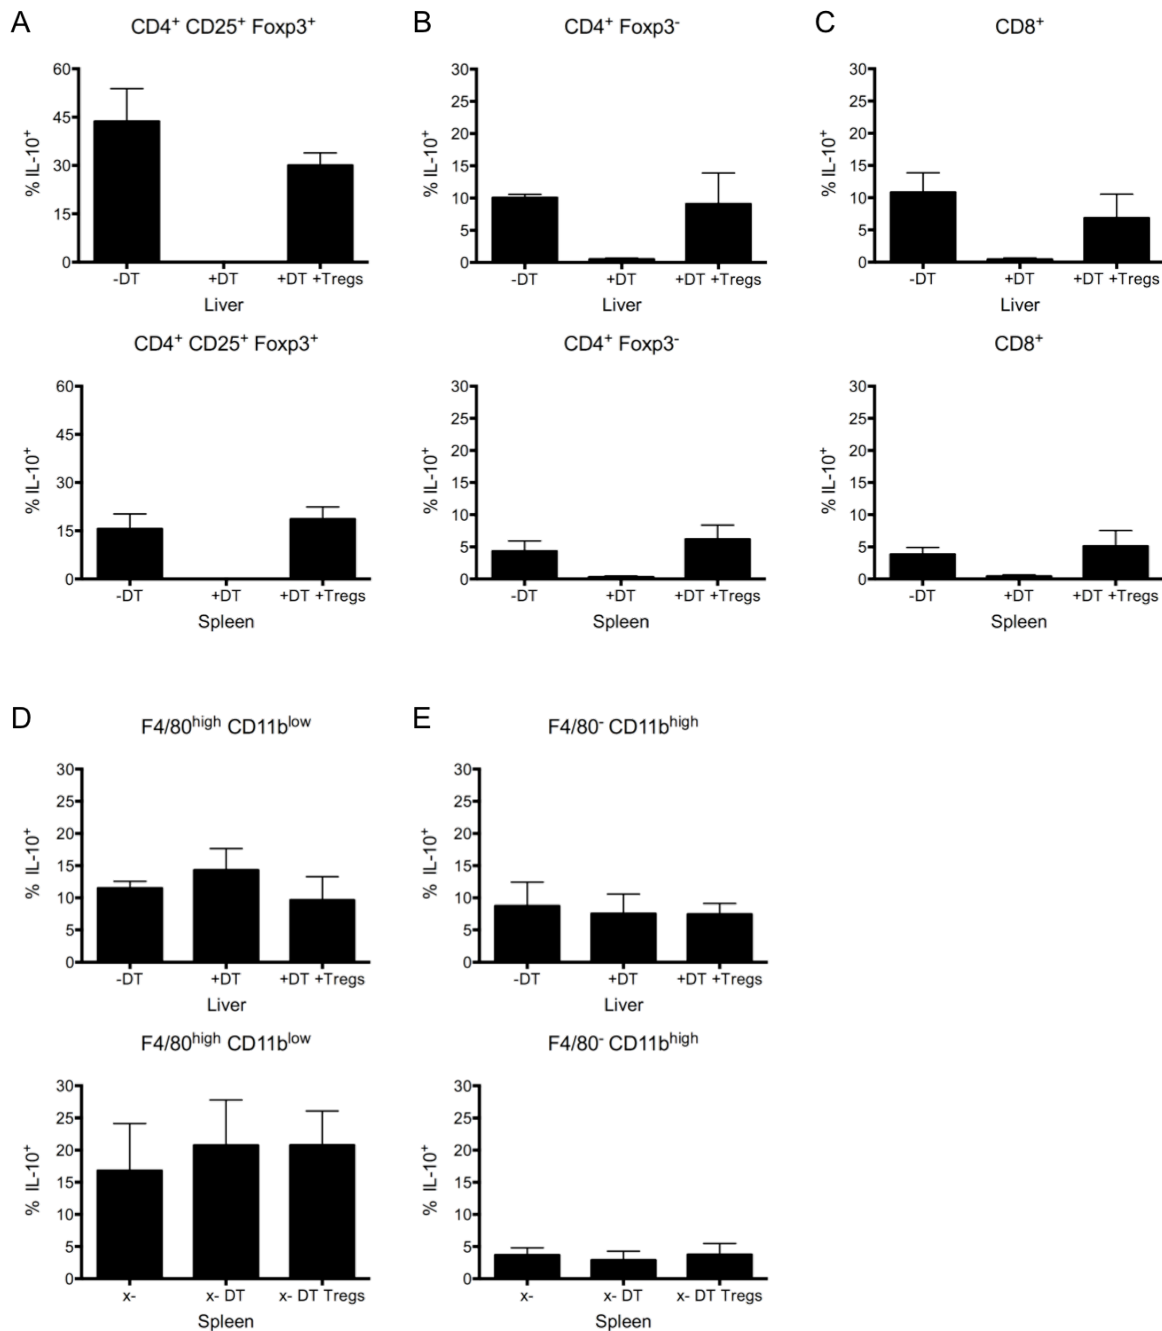 A
CD4⁺ CD25⁺ Foxp3⁺
60
45
30
15
0
% IL-10⁺
-DT +DT +DT +Tregs
Liver
CD4⁺ CD25⁺ Foxp3⁺
60
45
30
15
0
% IL-10⁺
-DT +DT +DT +Tregs
Spleen
B
CD4⁺ Foxp3⁻
30
25
20
15
10
5
0
% IL-10⁺
-DT +DT +DT +Tregs
Liver
CD4⁺ Foxp3⁻
30
25
20
15
10
5
0
% IL-10⁺
-DT +DT +DT +Tregs
Spleen
C
CD8⁺
30
25
20
15
10
5
0
% IL-10⁺
-DT +DT +DT +Tregs
Liver
CD8⁺
30
25
20
15
10
5
0
% IL-10⁺
-DT +DT +DT +Tregs
Spleen
D
F4/80ʰⁱᵍʰ CD11bˡᵒʷ
30
25
20
15
10
5
0
% IL-10⁺
-DT +DT +DT +Tregs
Liver
F4/80ʰⁱᵍʰ CD11bˡᵒʷ
30
25
20
15
10
5
0
% IL-10⁺
x- x- DT x- DT Tregs
Spleen
E
F4/80⁻ CD11bʰⁱᵍʰ
30
25
20
15
10
5
0
% IL-10⁺
-DT +DT +DT +Tregs
Liver
F4/80⁻ CD11bʰⁱᵍʰ
30
25
20
15
10
5
0
% IL-10⁺
x- x- DT x- DT Tregs
Spleen